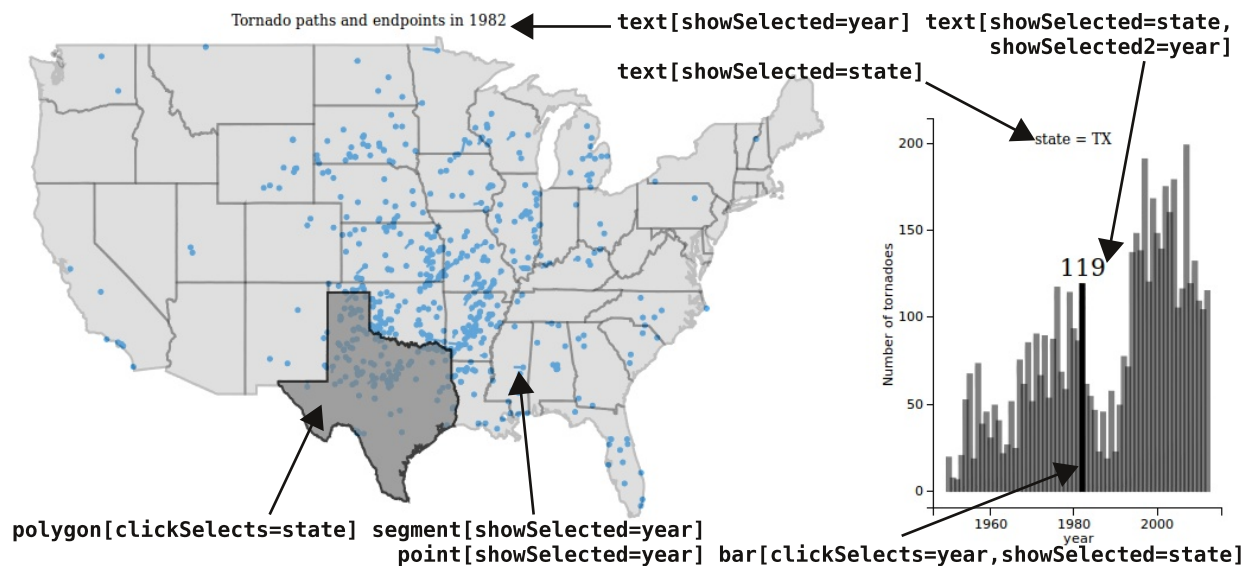 Tornado paths and endpoints in 1982
text[showSelected=year]
text[showSelected=state,
showSelected2=year]
text[showSelected=state]
state = TX
119
Number of tornadoes
200
150
100
50
0
1960
1980
2000
year
polygon[clickSelects=state]
segment[showSelected=year]
point[showSelected=year]
bar[clickSelects=year,showSelected=state]